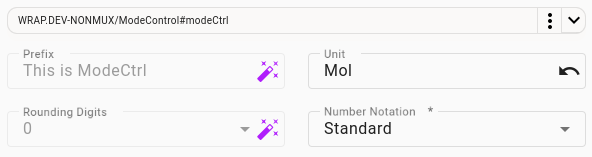 WRAP.DEV-NONMUX/ModeControl#modeCtrl
Prefix
This is ModeCtrl
Unit
Mol
Rounding Digits
0
Number Notation *
Standard